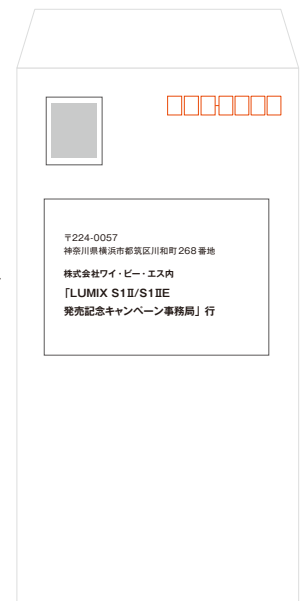 〒224-0057
神奈川県横浜市都筑区川和町268番地
株式会社ワイ・ビー・エス内
「LUMIX S1Ⅱ/S1ⅡE
発売記念キャンペーン事務局」行